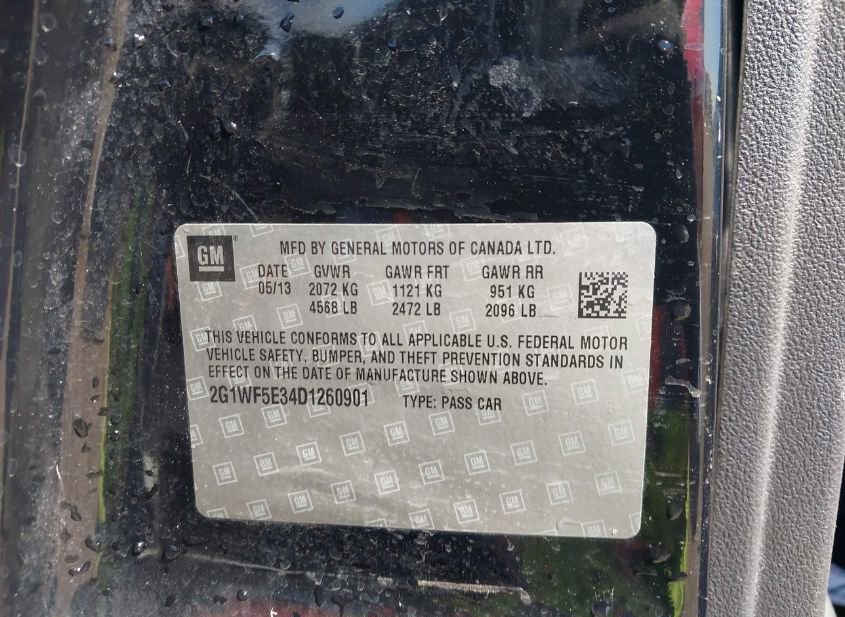 GM® MFD BY GENERAL MOTORS OF CANADA LTD.
DATE GVWR GAWR FRT GAWR RR
05/13 2072 KG 1121 KG 951 KG
4568 LB 2472 LB 2096 LB
THIS VEHICLE CONFORMS TO ALL APPLICABLE U.S. FEDERAL MOTOR
VEHICLE SAFETY, BUMPER, AND THEFT PREVENTION STANDARDS IN
EFFECT ON THE DATE OF MANUFACTURE SHOWN ABOVE.
2G1WF5E34D1260901 TYPE: PASS CAR